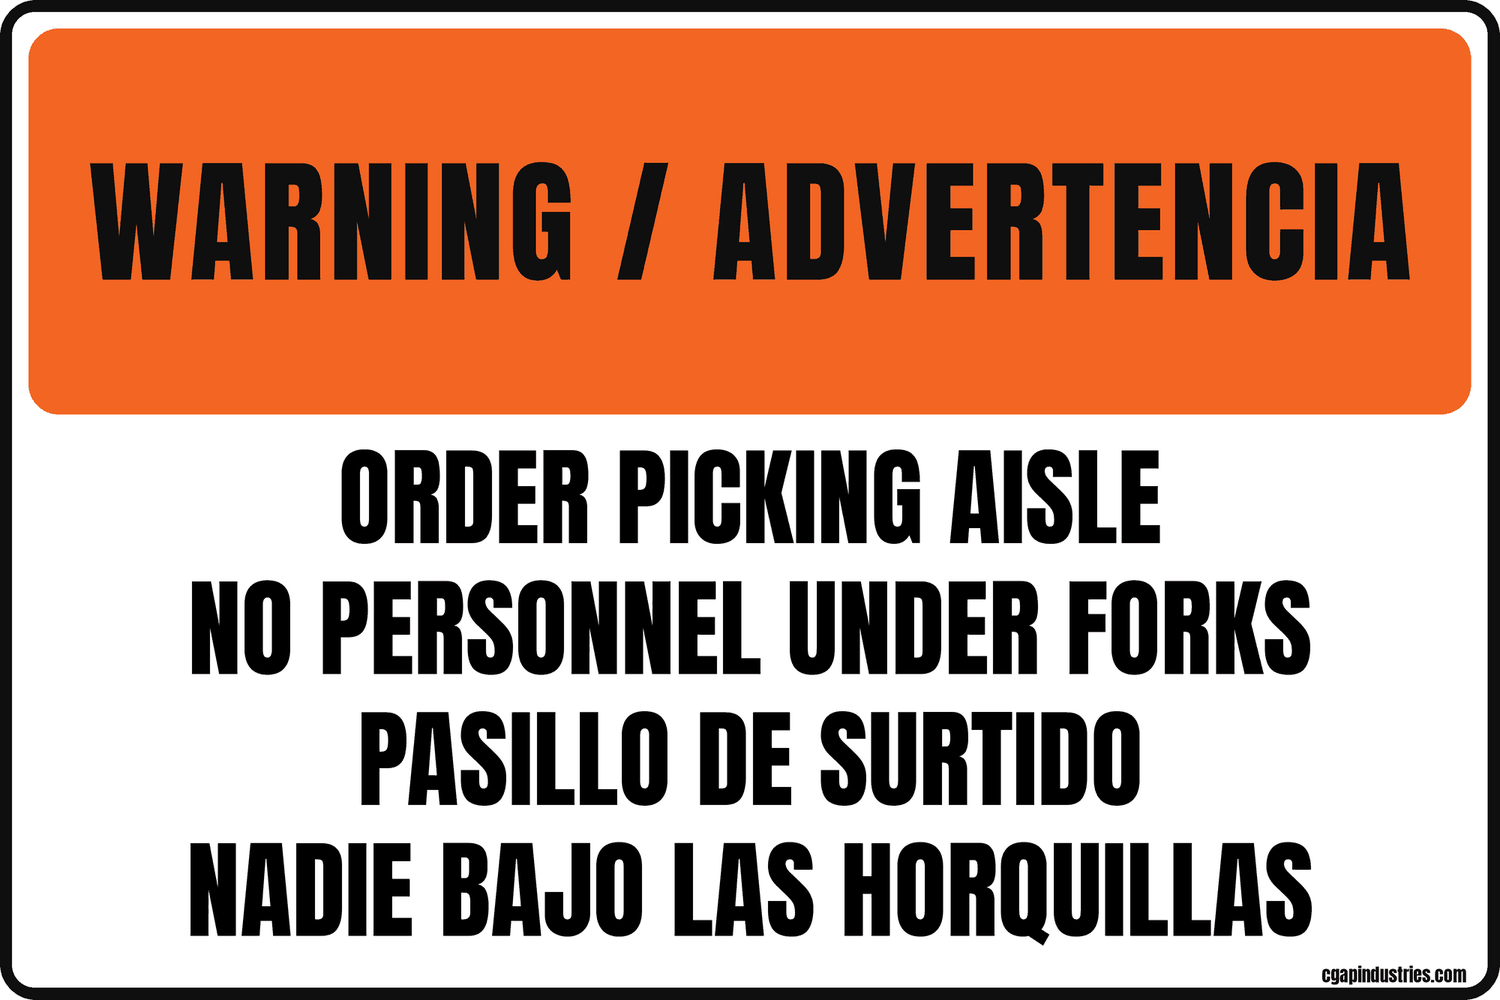 WARNING / ADVERTENCIA
ORDER PICKING AISLE
NO PERSONNEL UNDER FORKS
PASILLO DE SURTIDO
NADIE BAJO LAS HORQUILLAS
cgapindustries.com